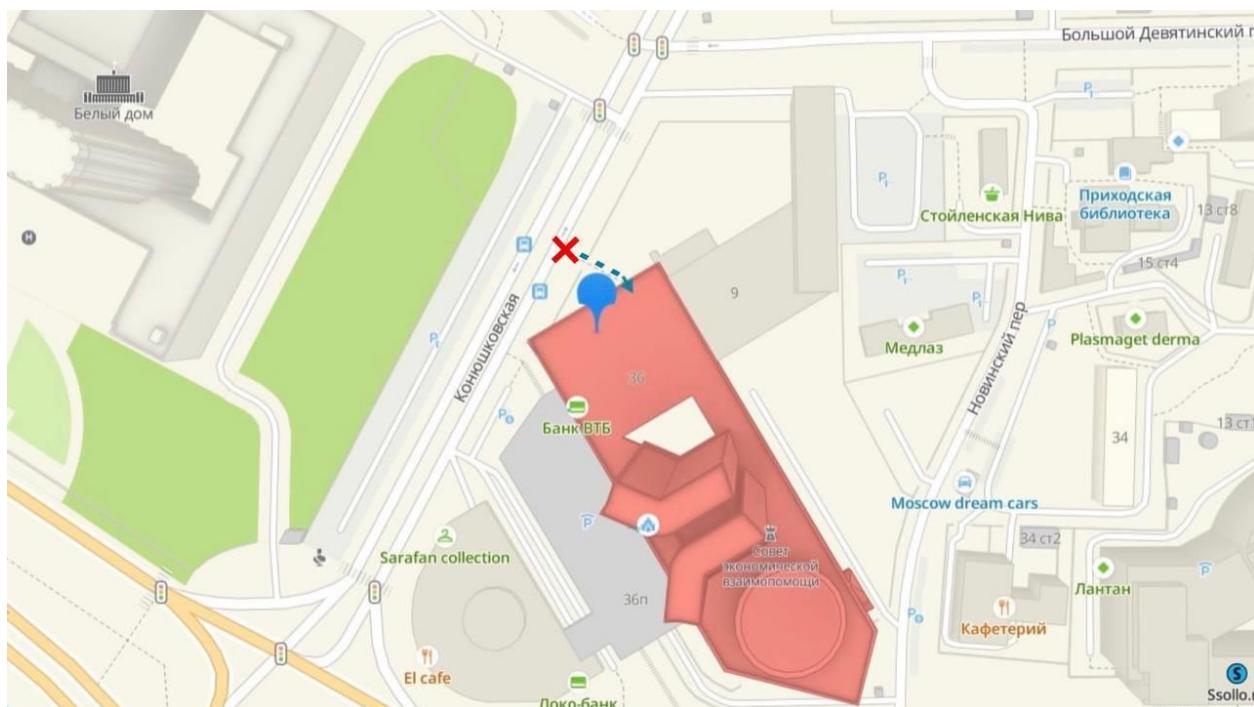 Большой Девятинский п
Белый дом
Н
Стойленская Нива
Приходская
библиотека
13 ст8
15 ст4
9
Медлаз
Plasmaget derma
Конюшковская
Новинский пер
36
Банк ВТБ
34
13 ст1
Moscow dream cars
34 ст2
Sarafan collection
Совет
экономической
взаимопомощи
36п
Лантан
Кафетерий
El cafe
Локо-банк
S
Ssollo.r